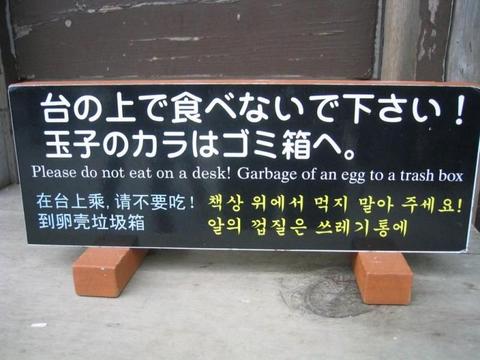 台の上で食べないで下さい！
玉子のカラはゴミ箱へ。
Please do not eat on a desk! Garbage of an egg to a trash box
在台上乘,请不要吃!
到卵壳垃圾箱
책상 위에서 먹지 말아 주세요!
알의 껍질은 쓰레기통에